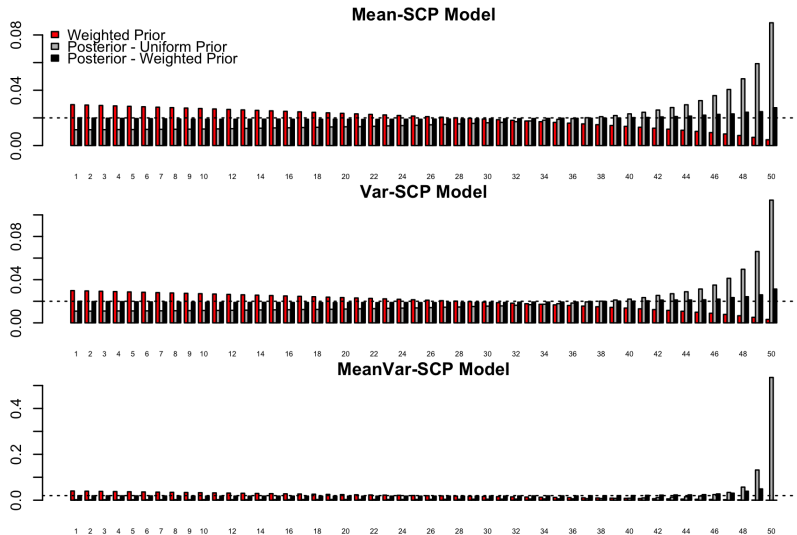 Mean-SCP Model
Weighted Prior
Posterior - Uniform Prior
Posterior - Weighted Prior
0.08
0.04
0.00
1 2 3 4 5 6 7 8 9 10 12 14 16 18 20 22 24 26 28 30 32 34 36 38 40 42 44 46 48 50
Var-SCP Model
0.08
0.04
0.00
1 2 3 4 5 6 7 8 9 10 12 14 16 18 20 22 24 26 28 30 32 34 36 38 40 42 44 46 48 50
MeanVar-SCP Model
0.4
0.2
0.0
1 2 3 4 5 6 7 8 9 10 12 14 16 18 20 22 24 26 28 30 32 34 36 38 40 42 44 46 48 50